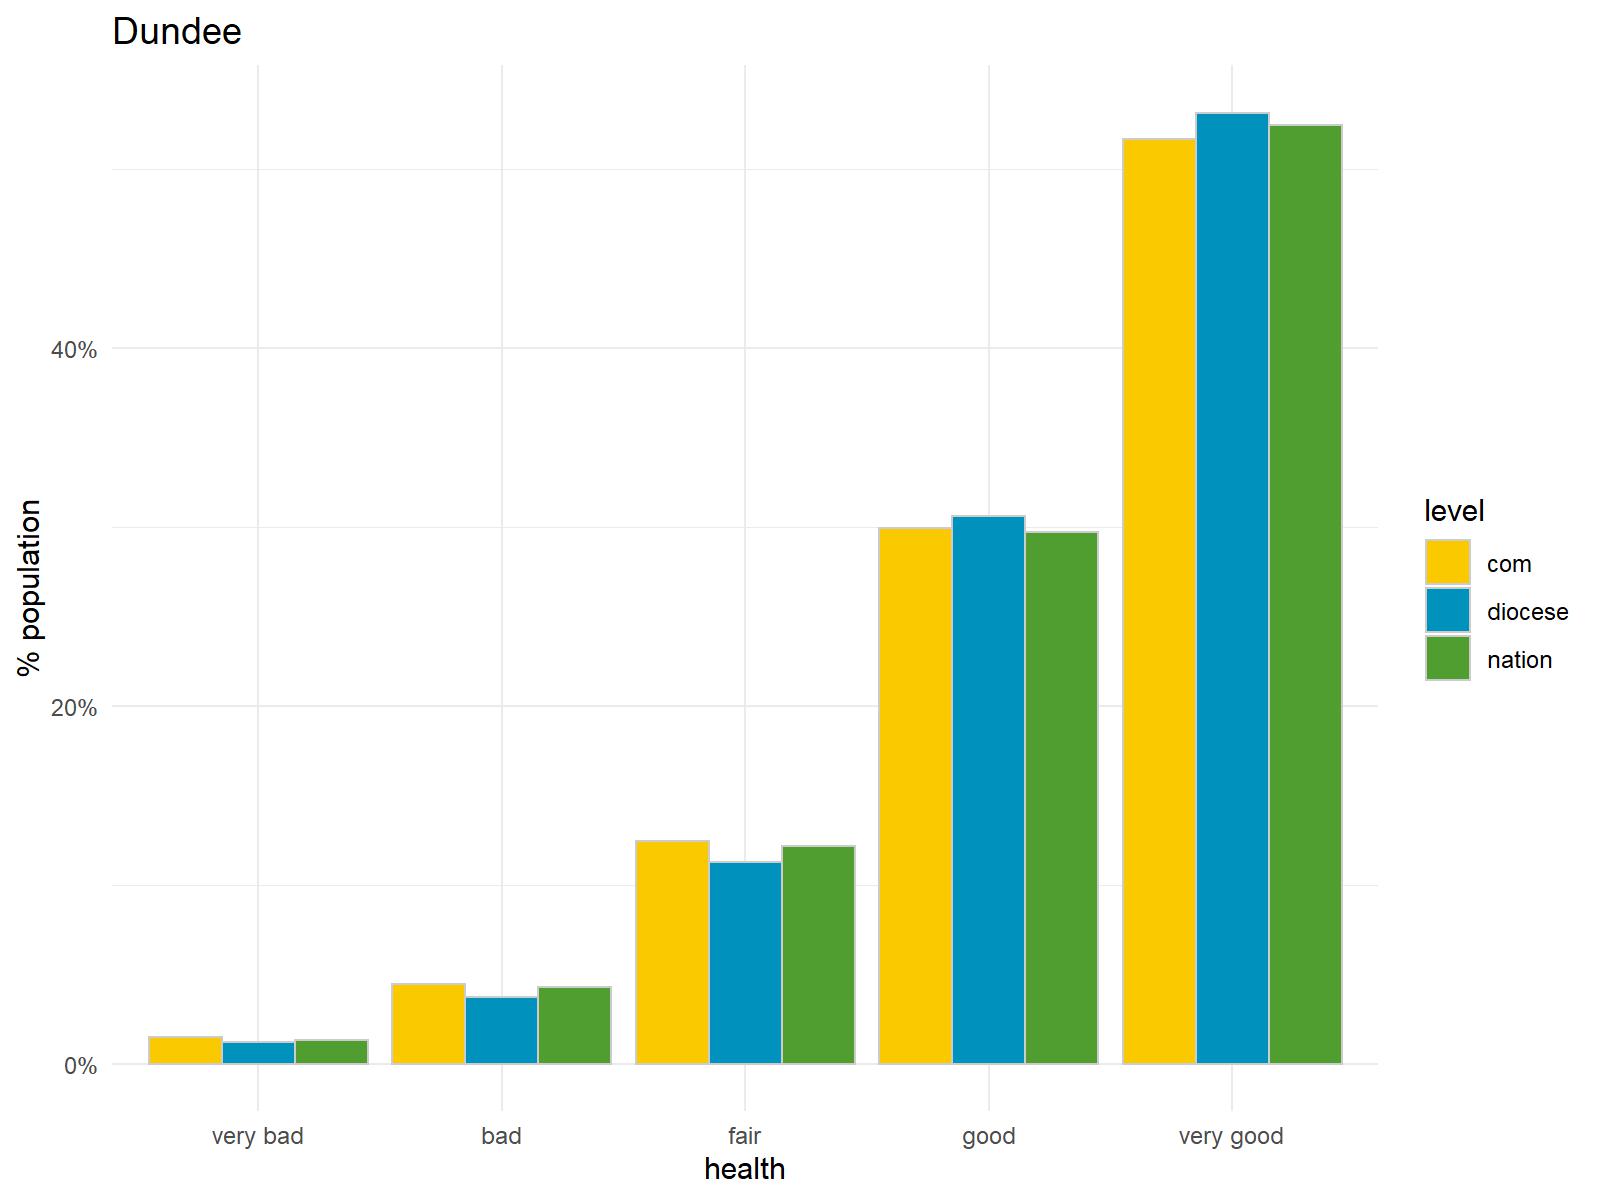 Dundee
% population
40%
20%
0%
very bad
bad
fair
good
very good
health
level
com
diocese
nation